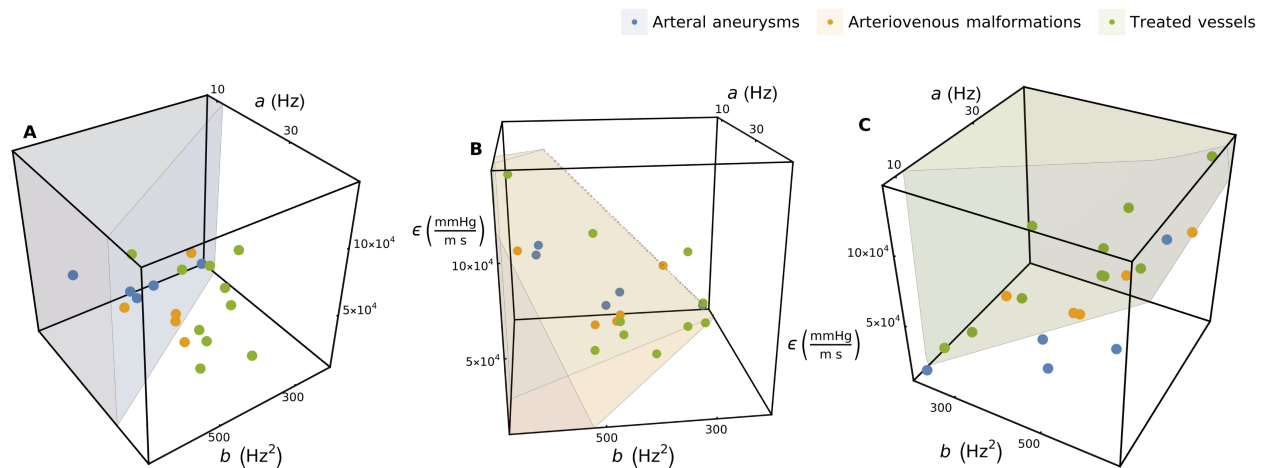 Arteral aneurysms Arteriovenous malformations Treated vessels
A
10
a (Hz)
30
10×10⁴
5×10⁴
300
500
b (Hz²)
B
10
a (Hz)
30
ϵ (mmHg / m s)
10×10⁴
5×10⁴
500
300
b (Hz²)
C
a (Hz)
30
10
10×10⁴
5×10⁴
ϵ (mmHg / m s)
300
500
b (Hz²)